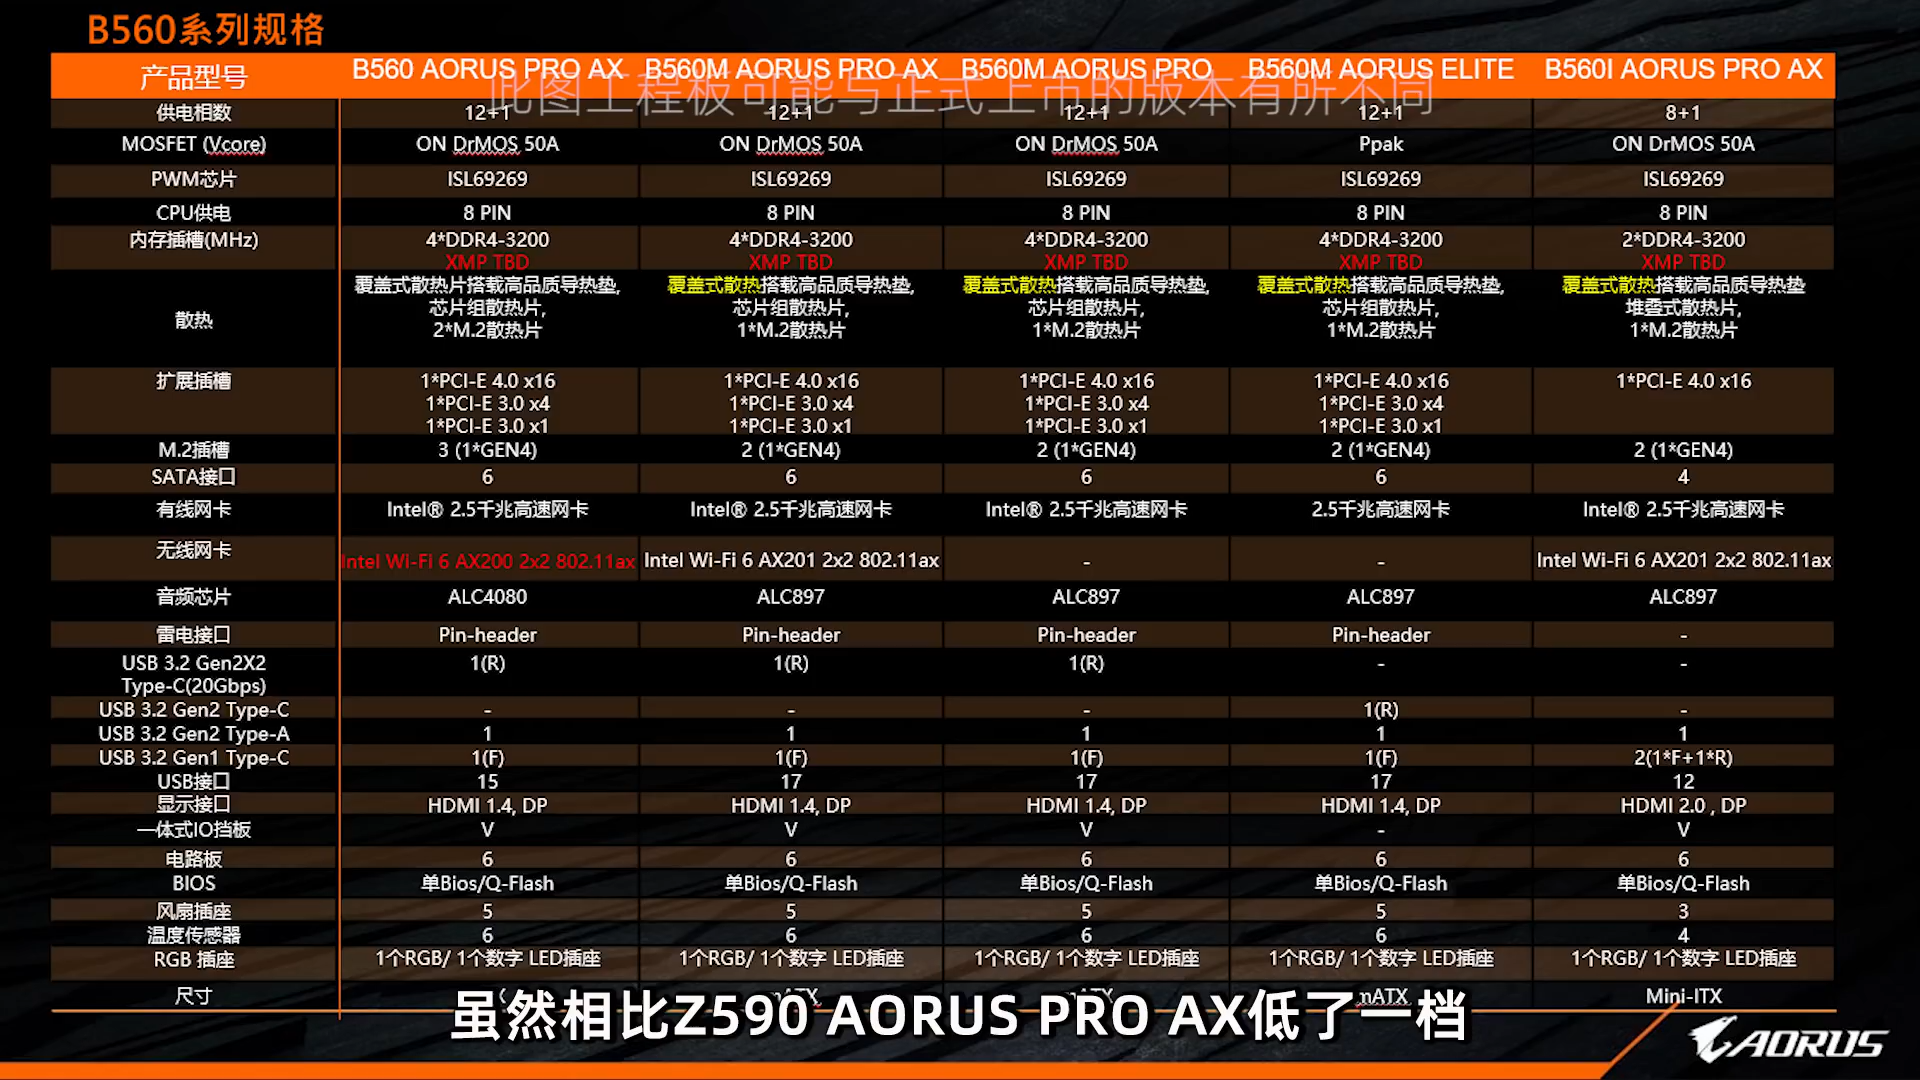 B560系列规格
产品型号 B560 AORUS PRO AX B560M AORUS PRO AX B560M AORUS PRO B560M AORUS ELITE B560I AORUS PRO AX
此图工程板可能与正式上市的版本有所不同
供电相数 12+1 12+1 12+1 12+1 8+1
MOSFET (Vcore) ON DrMOS 50A ON DrMOS 50A ON DrMOS 50A Ppak ON DrMOS 50A
PWM芯片 ISL69269 ISL69269 ISL69269 ISL69269 ISL69269
CPU供电 8 PIN 8 PIN 8 PIN 8 PIN 8 PIN
内存插槽(MHz) 4*DDR4-3200 4*DDR4-3200 4*DDR4-3200 4*DDR4-3200 2*DDR4-3200
XMP TBD XMP TBD XMP TBD XMP TBD XMP TBD
覆盖式散热片搭载高品质导热垫, 覆盖式散热搭载高品质导热垫, 覆盖式散热搭载高品质导热垫, 覆盖式散热搭载高品质导热垫, 覆盖式散热搭载高品质导热垫
芯片组散热片, 芯片组散热片, 芯片组散热片, 芯片组散热片, 堆叠式散热片,
散热 2*M.2散热片 1*M.2散热片 1*M.2散热片 1*M.2散热片 1*M.2散热片
扩展插槽 1*PCI-E 4.0 x16 1*PCI-E 4.0 x16 1*PCI-E 4.0 x16 1*PCI-E 4.0 x16 1*PCI-E 4.0 x16
1*PCI-E 3.0 x4 1*PCI-E 3.0 x4 1*PCI-E 3.0 x4 1*PCI-E 3.0 x4
1*PCI-E 3.0 x1 1*PCI-E 3.0 x1 1*PCI-E 3.0 x1 1*PCI-E 3.0 x1
M.2插槽 3 (1*GEN4) 2 (1*GEN4) 2 (1*GEN4) 2 (1*GEN4) 2 (1*GEN4)
SATA接口 6 6 6 6 4
有线网卡 Intel® 2.5千兆高速网卡 Intel® 2.5千兆高速网卡 Intel® 2.5千兆高速网卡 2.5千兆高速网卡 Intel® 2.5千兆高速网卡
无线网卡 Intel Wi-Fi 6 AX200 2x2 802.11ax Intel Wi-Fi 6 AX201 2x2 802.11ax - - Intel Wi-Fi 6 AX201 2x2 802.11ax
音频芯片 ALC4080 ALC897 ALC897 ALC897 ALC897
雷电接口 Pin-header Pin-header Pin-header Pin-header -
USB 3.2 Gen2X2 1(R) 1(R) 1(R) - -
Type-C(20Gbps)
USB 3.2 Gen2 Type-C - - - 1(R) -
USB 3.2 Gen2 Type-A 1 1 1 1 1
USB 3.2 Gen1 Type-C 1(F) 1(F) 1(F) 1(F) 2(1*F+1*R)
USB接口 15 17 17 17 12
显示接口 HDMI 1.4, DP HDMI 1.4, DP HDMI 1.4, DP HDMI 1.4, DP HDMI 2.0 , DP
一体式IO挡板 V V V - V
电路板 6 6 6 6 6
BIOS 单Bios/Q-Flash 单Bios/Q-Flash 单Bios/Q-Flash 单Bios/Q-Flash 单Bios/Q-Flash
风扇插座 5 5 5 5 3
温度传感器 6 6 6 6 4
RGB 插座 1个RGB/ 1个数字 LED插座 1个RGB/ 1个数字 LED插座 1个RGB/ 1个数字 LED插座 1个RGB/ 1个数字 LED插座 1个RGB/ 1个数字 LED插座
尺寸 mATX mATX mATX Mini-ITX
虽然相比Z590 AORUS PRO AX低了一档
AORUS